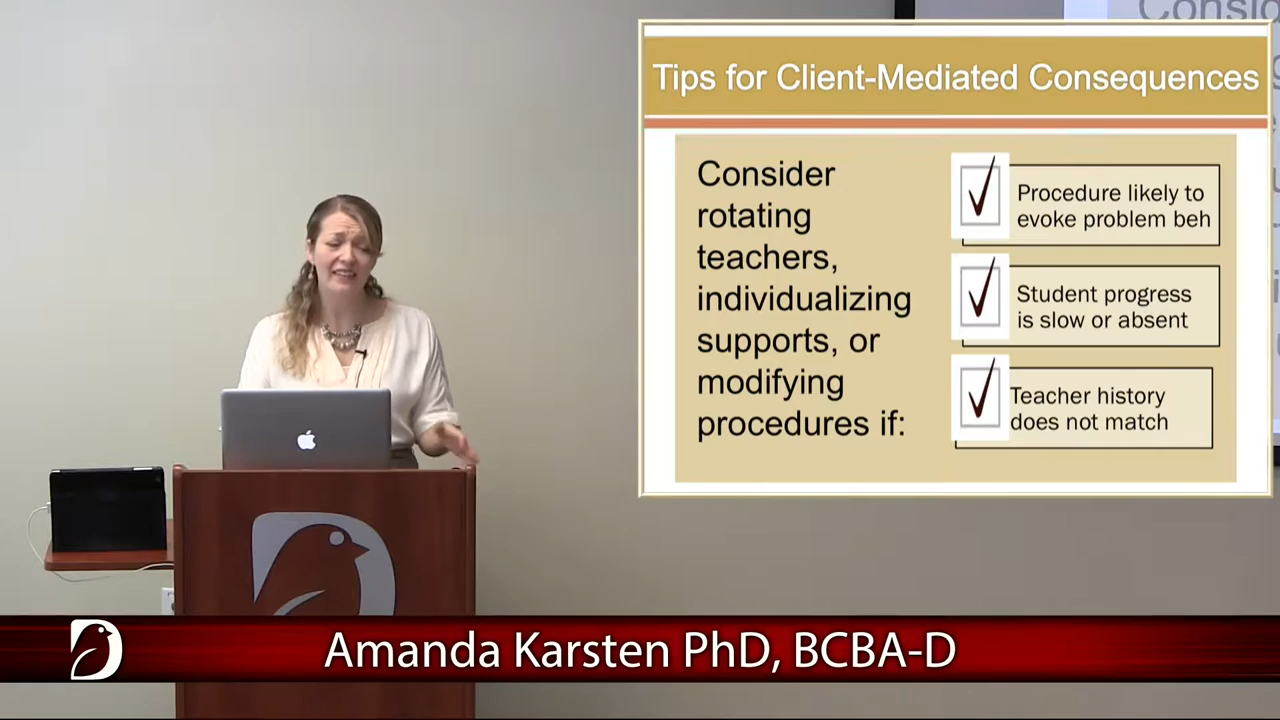 Consid
Tips for Client-Mediated Consequences
Consider
rotating
teachers,
individualizing
supports, or
modifying
procedures if:
Procedure likely to
evoke problem beh
Student progress
is slow or absent
Teacher history
does not match
Amanda Karsten PhD, BCBA-D